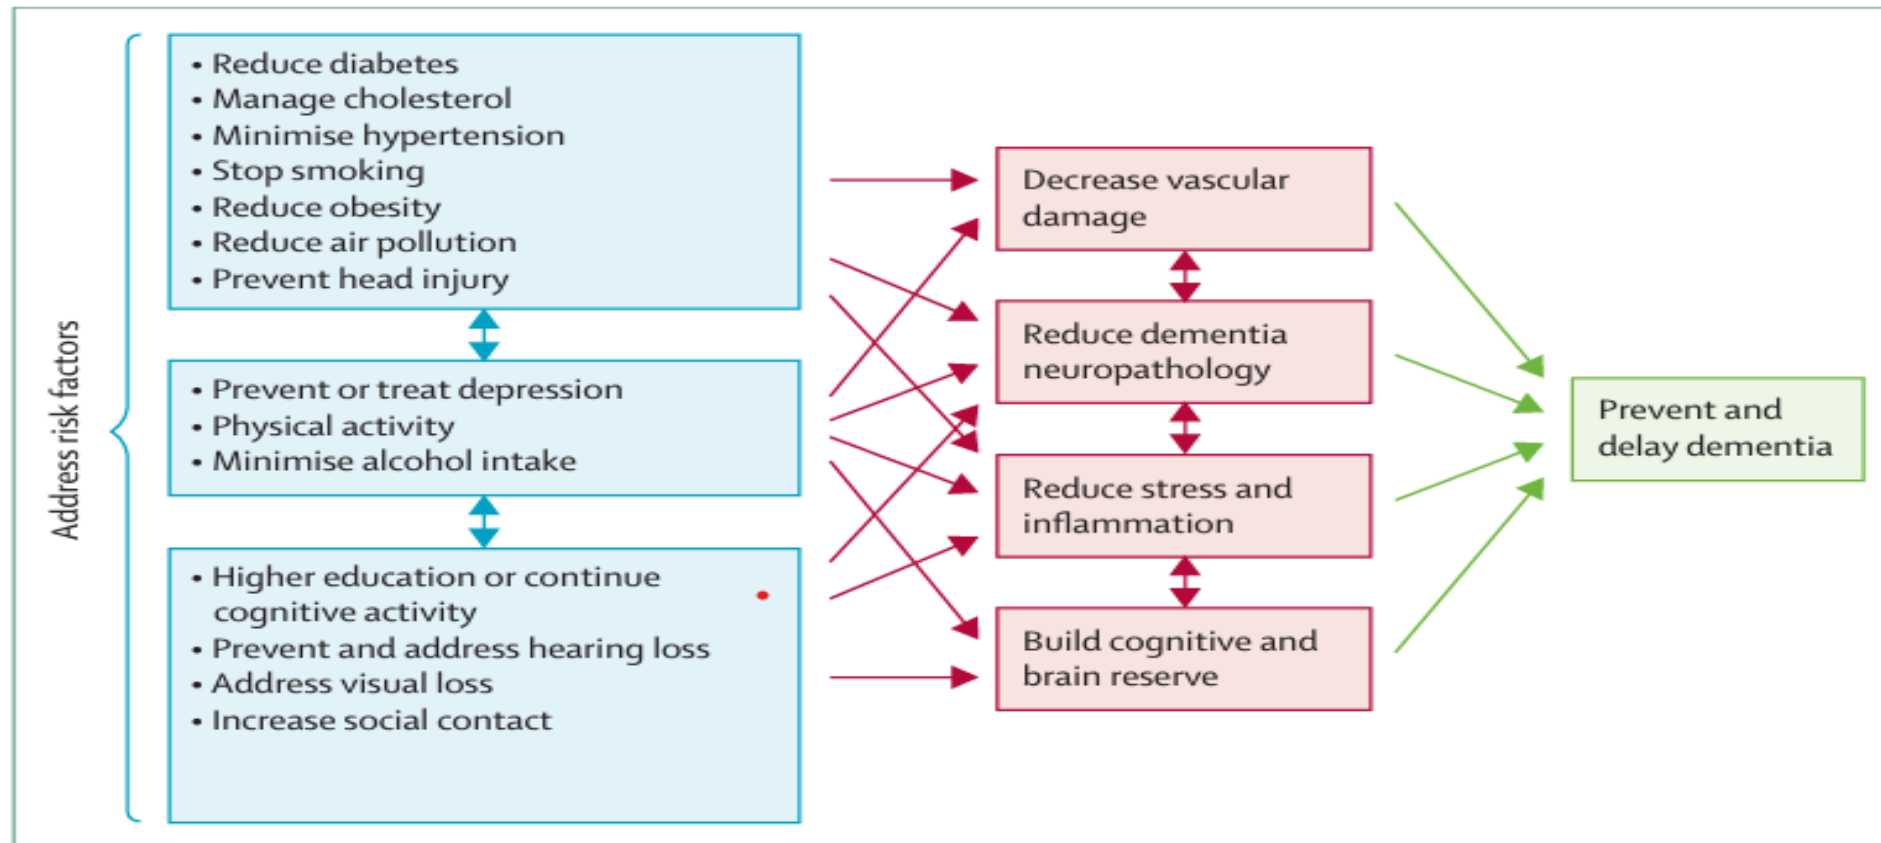 Address risk factors
• Reduce diabetes
• Manage cholesterol
• Minimise hypertension
• Stop smoking
• Reduce obesity
• Reduce air pollution
• Prevent head injury
• Prevent or treat depression
• Physical activity
• Minimise alcohol intake
• Higher education or continue
cognitive activity
• Prevent and address hearing loss
• Address visual loss
• Increase social contact
Decrease vascular
damage
Reduce dementia
neuropathology
Reduce stress and
inflammation
Build cognitive and
brain reserve
Prevent and
delay dementia